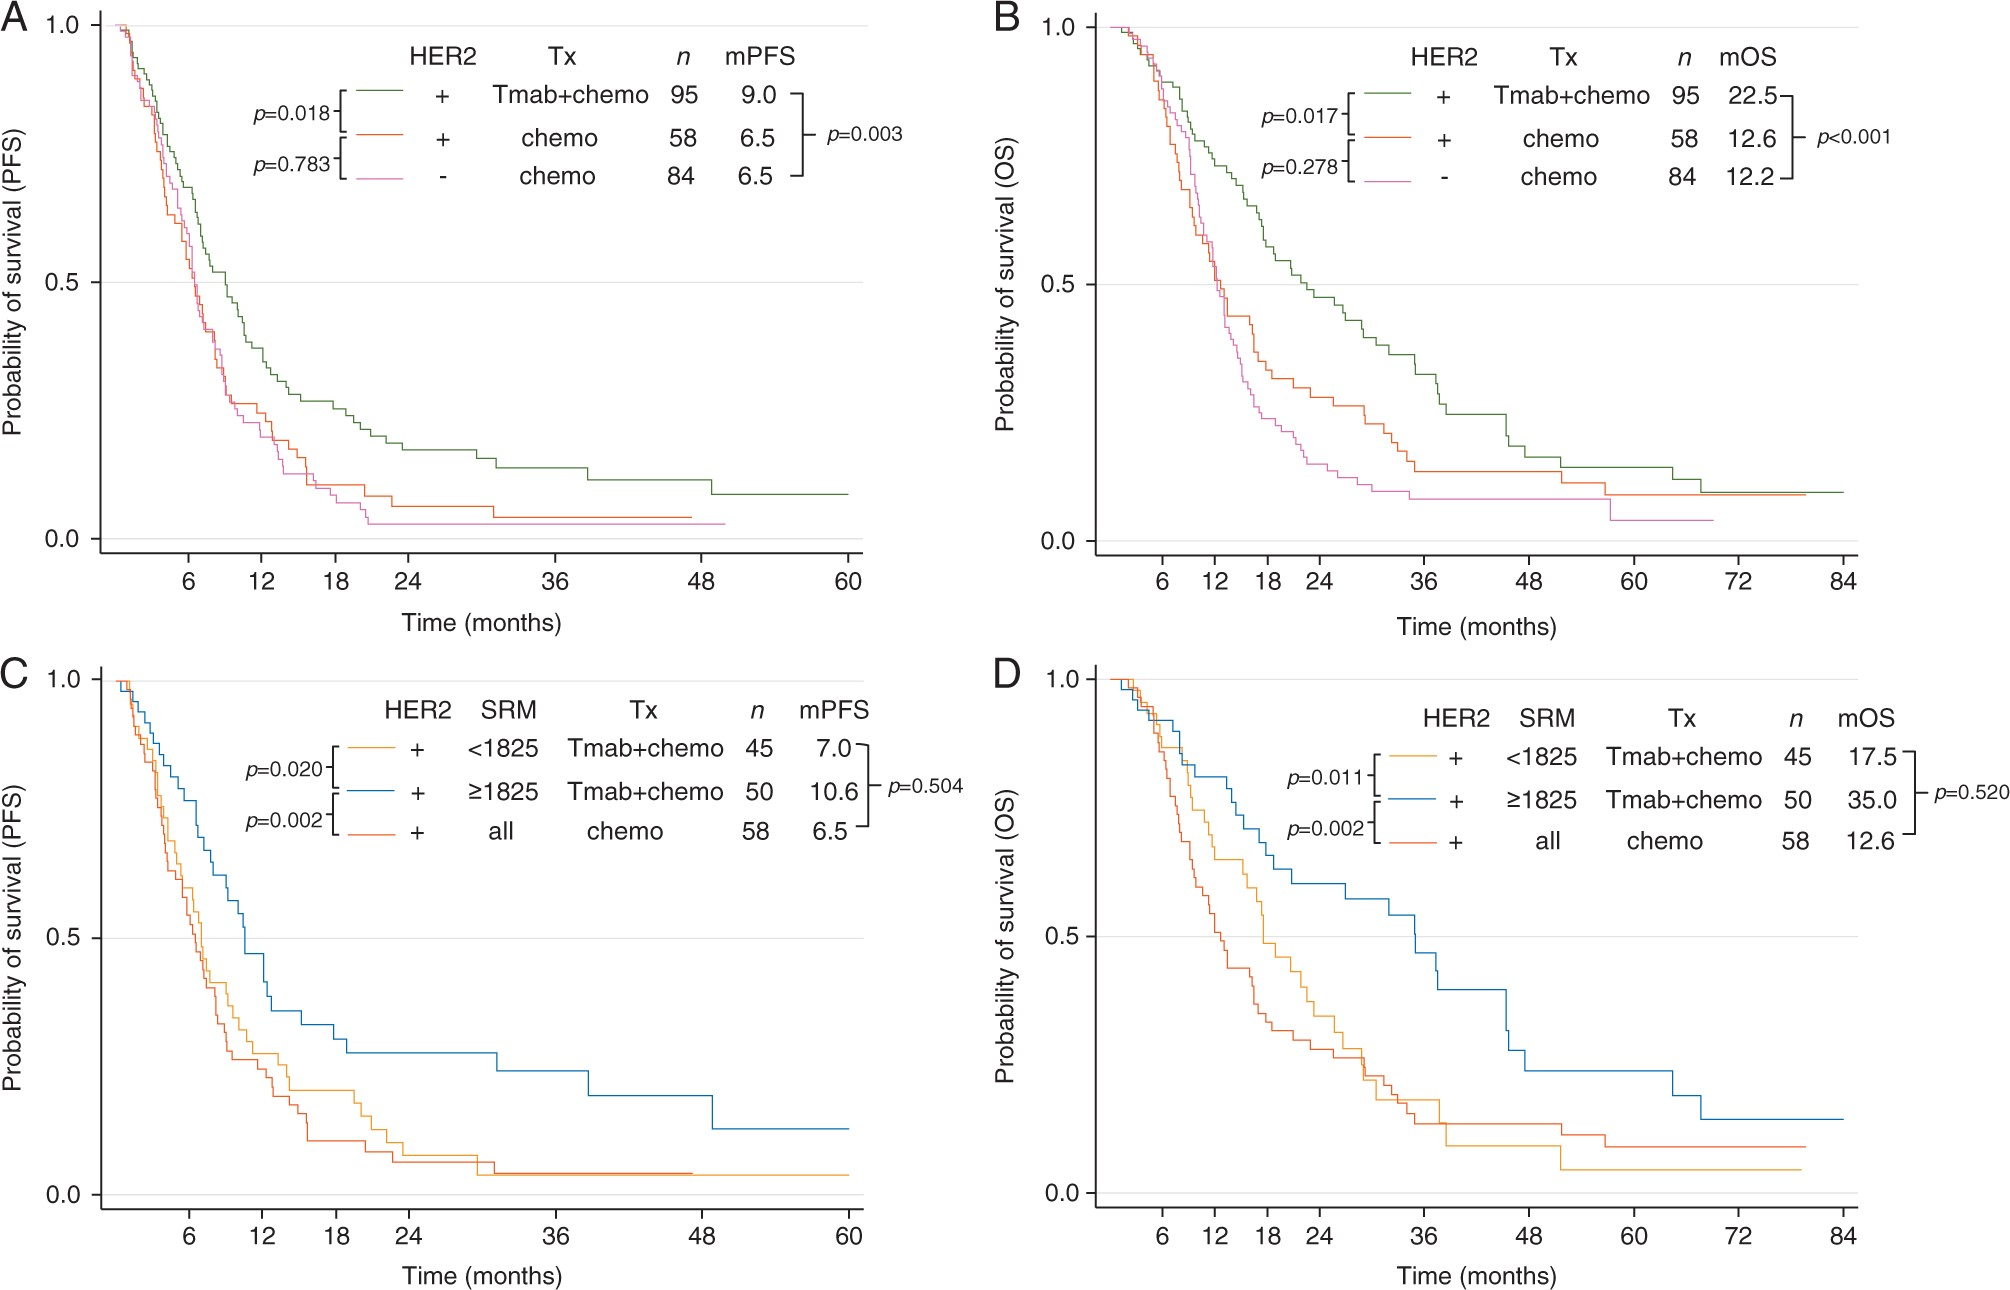 A
Probability of survival (PFS)
1.0
0.5
0.0
HER2 Tx n mPFS
+ Tmab+chemo 95 9.0
+ chemo 58 6.5
- chemo 84 6.5
p=0.018
p=0.783
p=0.003
6 12 18 24 36 48 60
Time (months)
B
Probability of survival (OS)
1.0
0.5
0.0
HER2 Tx n mOS
+ Tmab+chemo 95 22.5
+ chemo 58 12.6
- chemo 84 12.2
p=0.017
p=0.278
p<0.001
6 12 18 24 36 48 60 72 84
Time (months)
C
Probability of survival (PFS)
1.0
0.5
0.0
HER2 SRM Tx n mPFS
+ <1825 Tmab+chemo 45 7.0
+ ≥1825 Tmab+chemo 50 10.6
+ all chemo 58 6.5
p=0.020
p=0.002
p=0.504
6 12 18 24 36 48 60
Time (months)
D
Probability of survival (OS)
1.0
0.5
0.0
HER2 SRM Tx n mOS
+ <1825 Tmab+chemo 45 17.5
+ ≥1825 Tmab+chemo 50 35.0
+ all chemo 58 12.6
p=0.011
p=0.002
p=0.520
6 12 18 24 36 48 60 72 84
Time (months)